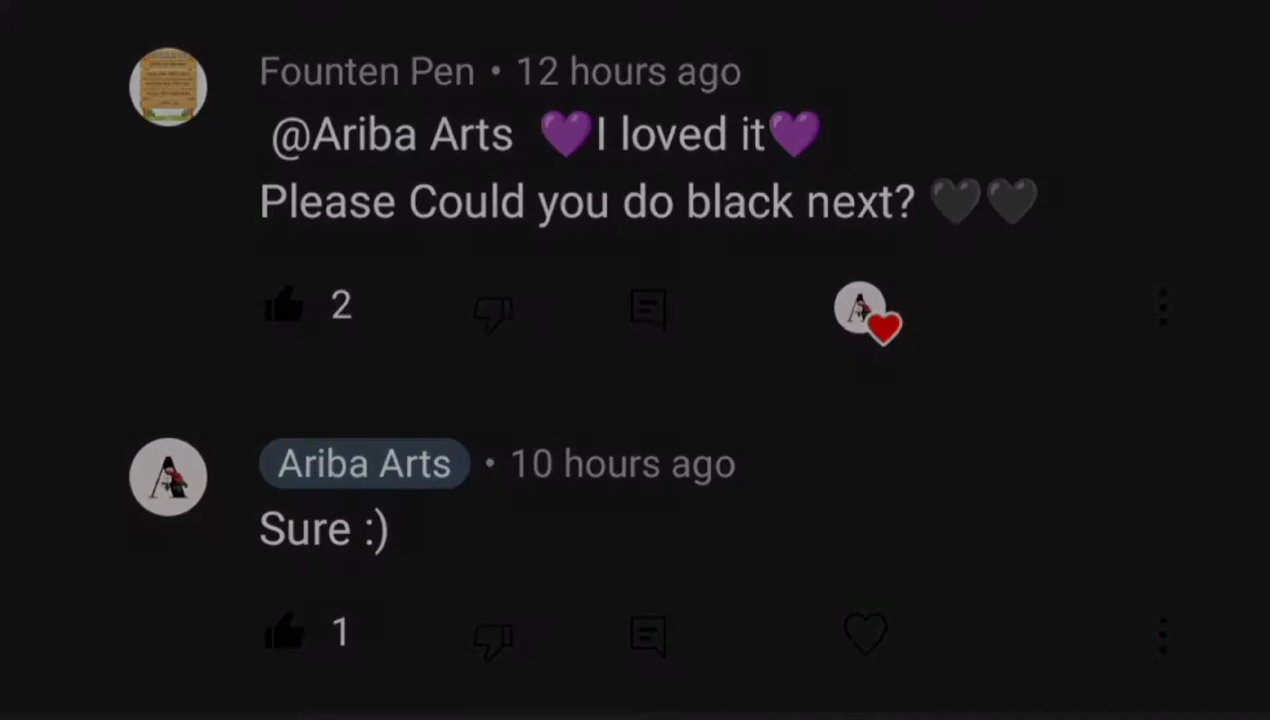 Founten Pen • 12 hours ago
@Ariba Arts 💜I loved it💜
Please Could you do black next? 🖤🖤
2
Ariba Arts • 10 hours ago
Sure :)
1